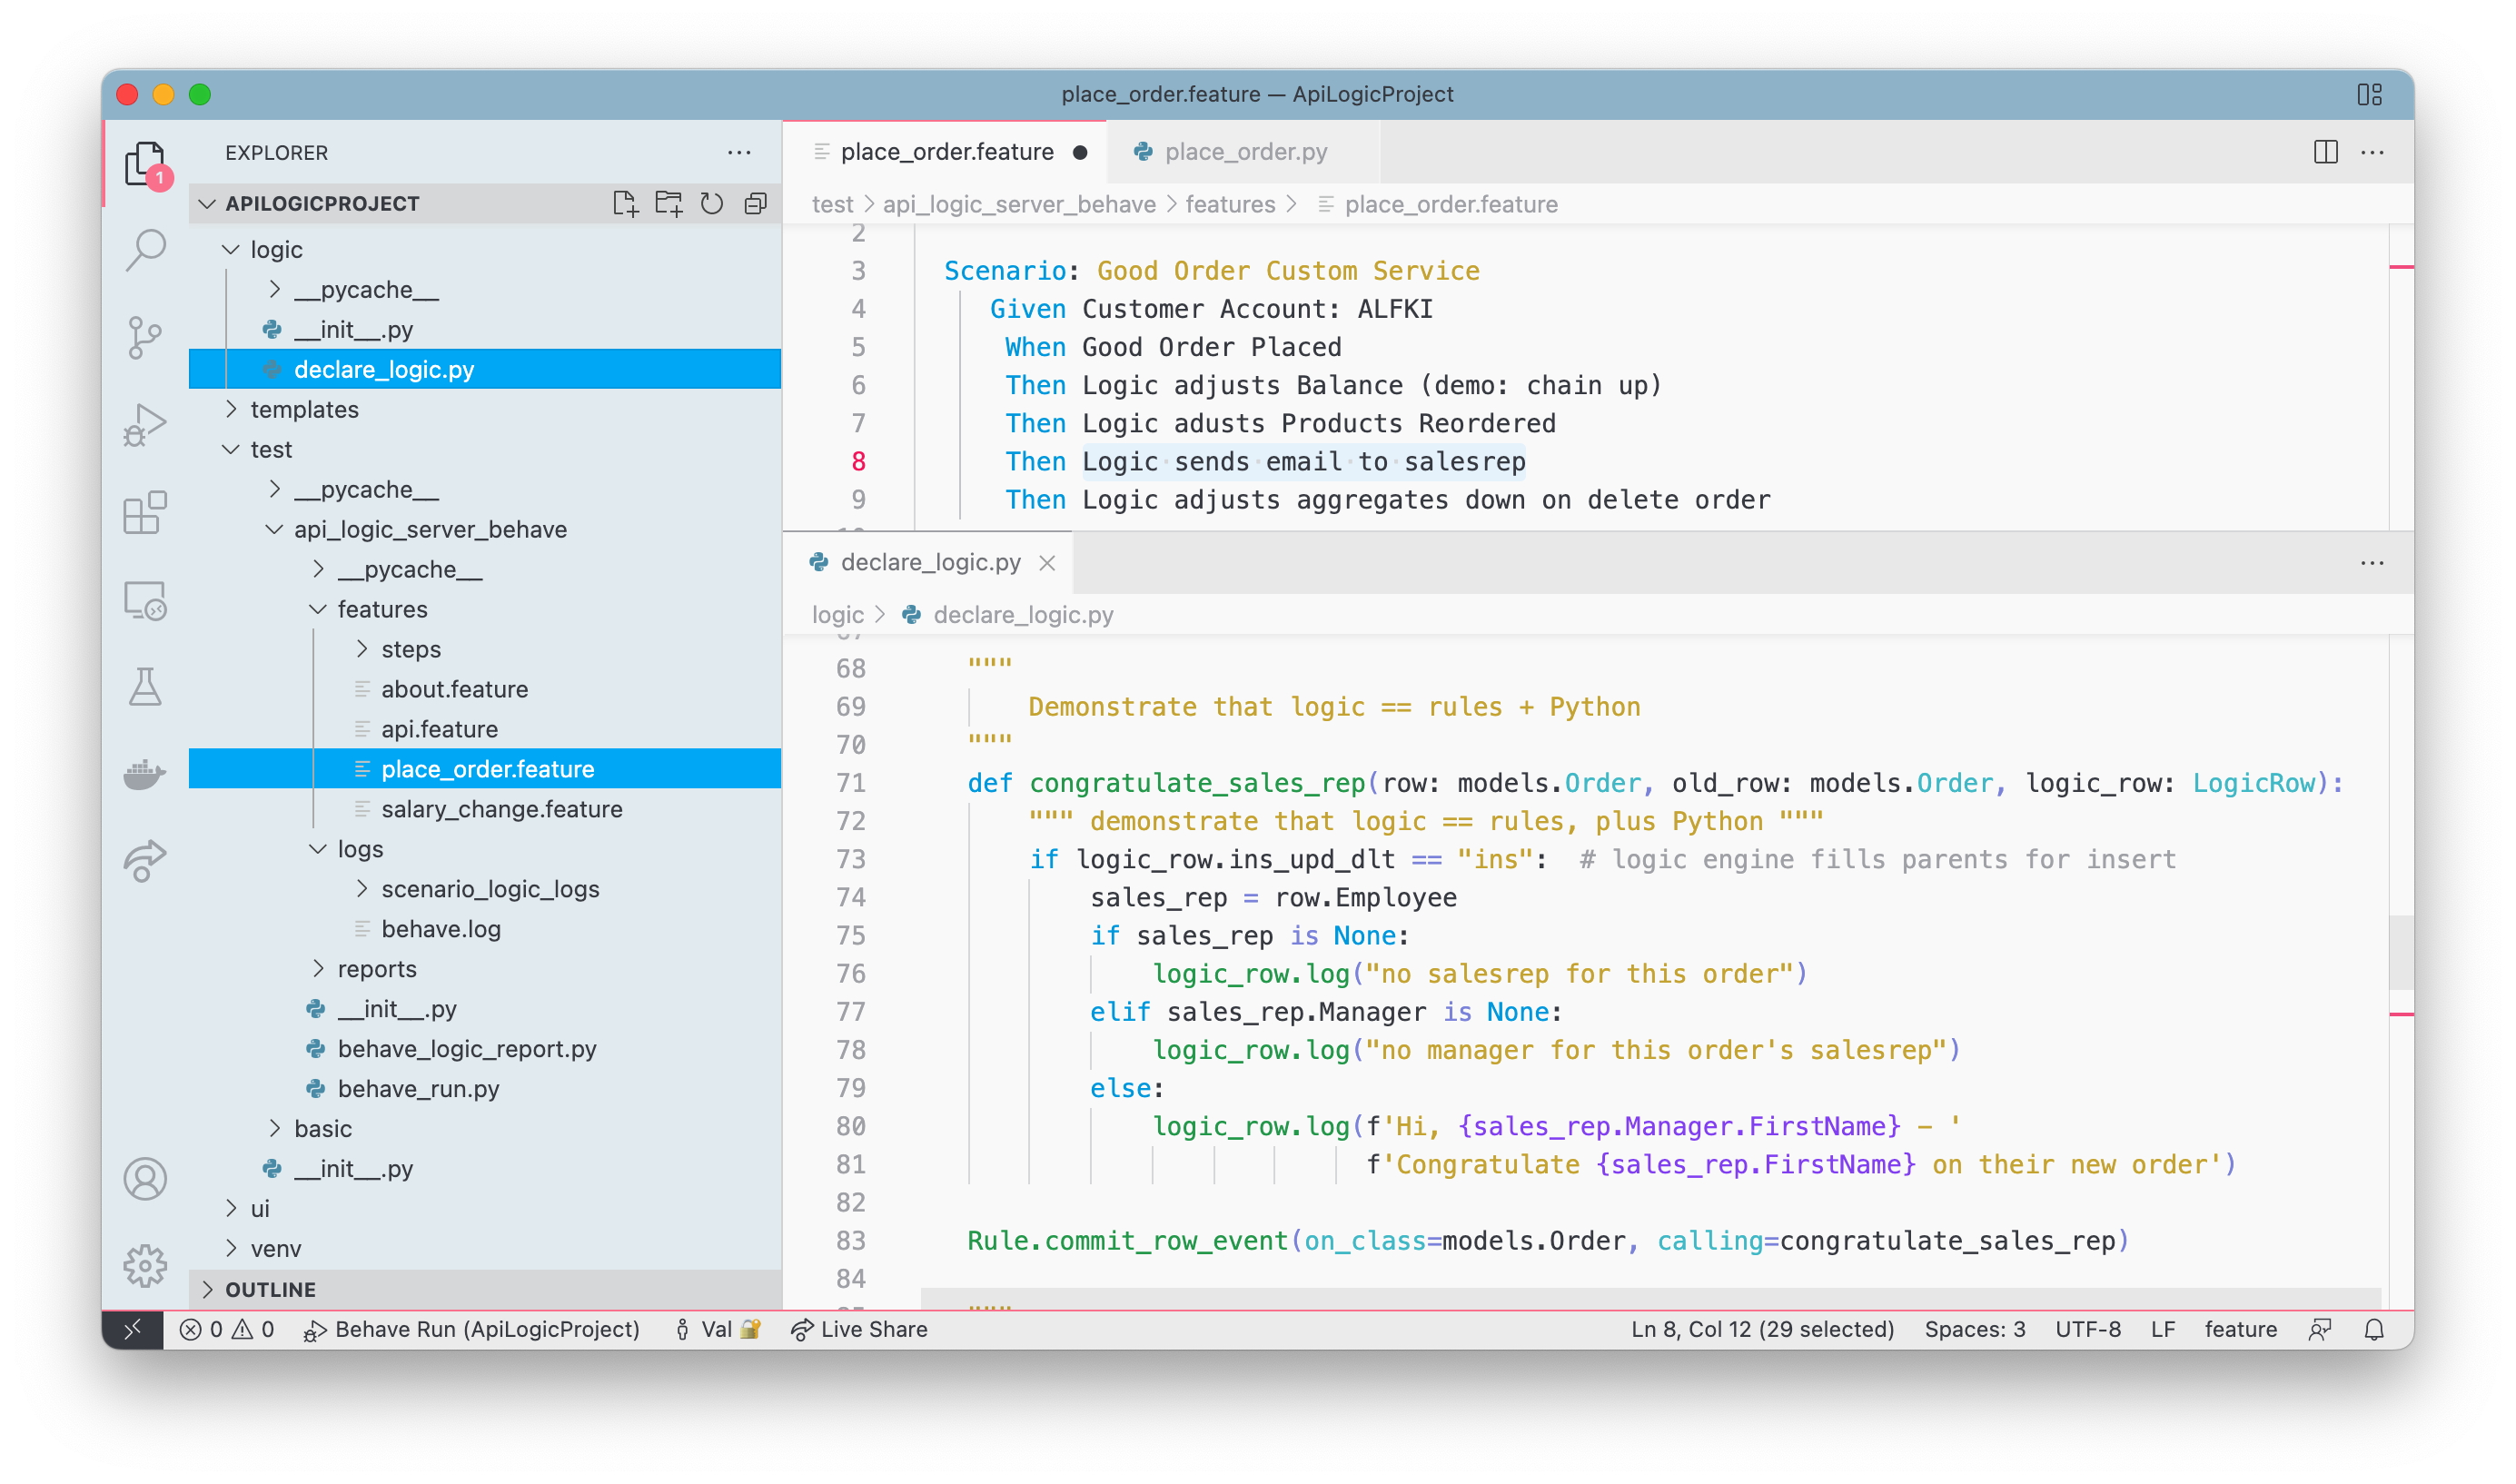 place_order.feature — ApiLogicProject
1
EXPLORER
APILOGICPROJECT
logic
__pycache__
__init__.py
declare_logic.py
templates
test
__pycache__
api_logic_server_behave
__pycache__
features
steps
about.feature
api.feature
place_order.feature
salary_change.feature
logs
scenario_logic_logs
behave.log
reports
__init__.py
behave_logic_report.py
behave_run.py
basic
__init__.py
ui
venv
OUTLINE
place_order.feature place_order.py
test > api_logic_server_behave > features > place_order.feature
2
3 Scenario: Good Order Custom Service
4 Given Customer Account: ALFKI
5 When Good Order Placed
6 Then Logic adjusts Balance (demo: chain up)
7 Then Logic adusts Products Reordered
8 Then Logic sends email to salesrep
9 Then Logic adjusts aggregates down on delete order
declare_logic.py
logic > declare_logic.py
68 """
69 Demonstrate that logic == rules + Python
70 """
71 def congratulate_sales_rep(row: models.Order, old_row: models.Order, logic_row: LogicRow):
72 """ demonstrate that logic == rules, plus Python """
73 if logic_row.ins_upd_dlt == "ins":  # logic engine fills parents for insert
74 sales_rep = row.Employee
75 if sales_rep is None:
76 logic_row.log("no salesrep for this order")
77 elif sales_rep.Manager is None:
78 logic_row.log("no manager for this order's salesrep")
79 else:
80 logic_row.log(f'Hi, {sales_rep.Manager.FirstName} – '
81 f'Congratulate {sales_rep.FirstName} on their new order')
82
83 Rule.commit_row_event(on_class=models.Order, calling=congratulate_sales_rep)
84
0 0 Behave Run (ApiLogicProject) Val Live Share Ln 8, Col 12 (29 selected) Spaces: 3 UTF-8 LF feature